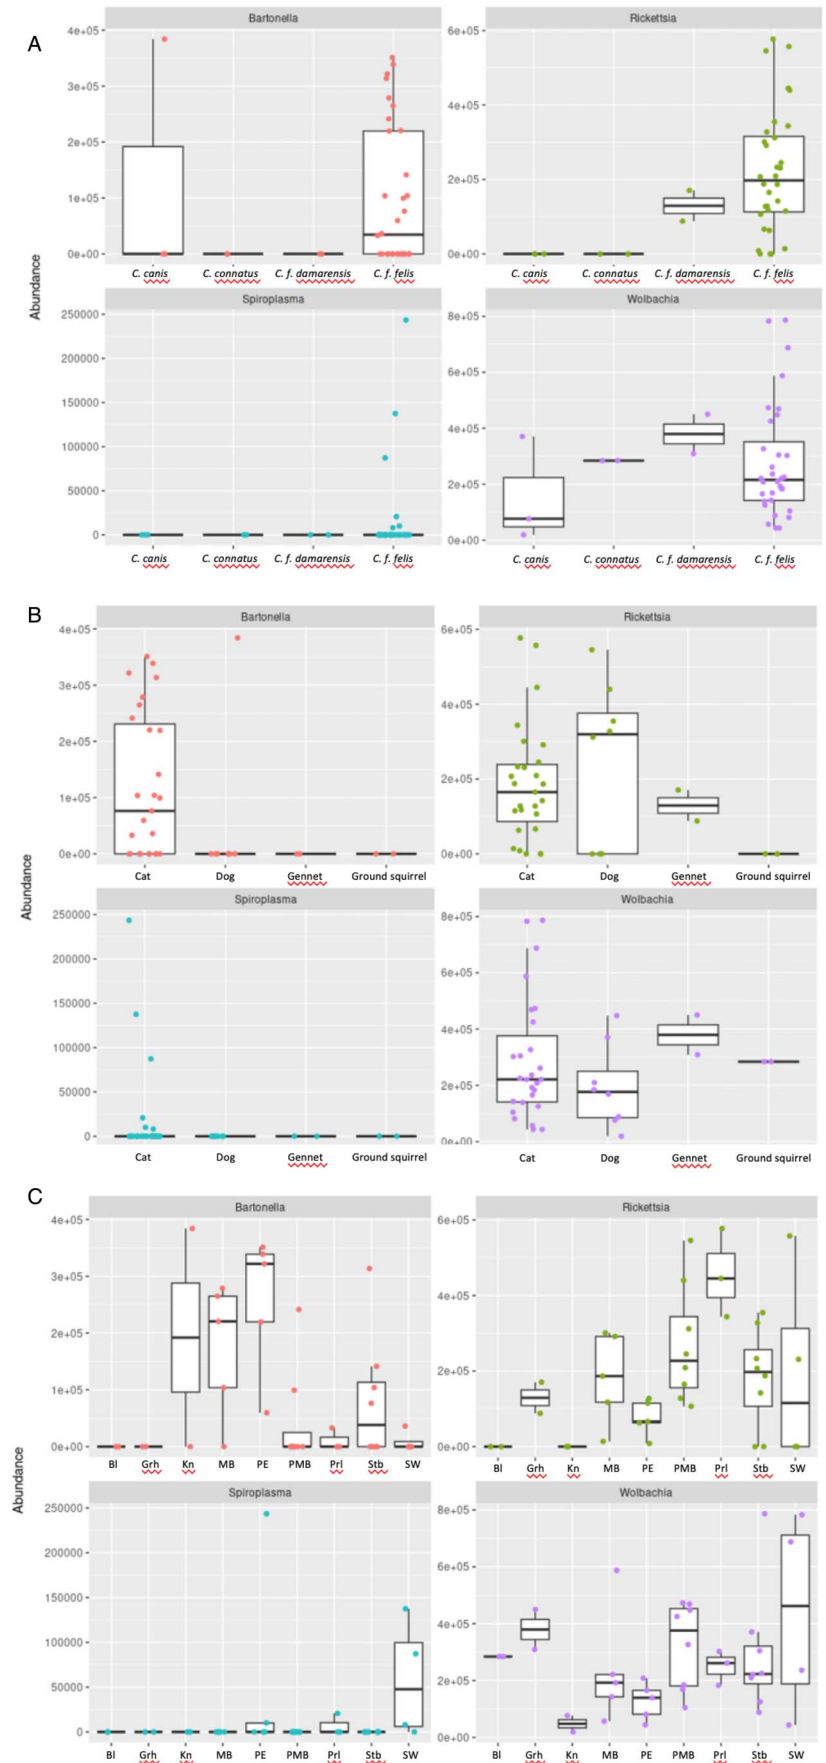 A
Bartonella
Rickettsia
4e+05
3e+05
2e+05
1e+05
0e+00
6e+05
4e+05
2e+05
0e+00
C. canis C. connatus C. f. damarensis C. f. felis
C. canis C. connatus C. f. damarensis C. f. felis
Abundance
Spiroplasma
Wolbachia
250000
200000
150000
100000
50000
0
8e+05
6e+05
4e+05
2e+05
0e+00
C. canis C. connatus C. f. damarensis C. f. felis
C. canis C. connatus C. f. damarensis C. f. felis
B
Bartonella
Rickettsia
4e+05
3e+05
2e+05
1e+05
0e+00
6e+05
4e+05
2e+05
0e+00
Cat Dog Gennet Ground squirrel
Cat Dog Gennet Ground squirrel
Abundance
Spiroplasma
Wolbachia
250000
200000
150000
100000
50000
0
8e+05
6e+05
4e+05
2e+05
0e+00
Cat Dog Gennet Ground squirrel
Cat Dog Gennet Ground squirrel
C
Bartonella
Rickettsia
4e+05
3e+05
2e+05
1e+05
0e+00
6e+05
4e+05
2e+05
0e+00
Bl Grh Kn MB PE PMB Prl Stb SW
Bl Grh Kn MB PE PMB Prl Stb SW
Abundance
Spiroplasma
Wolbachia
250000
200000
150000
100000
50000
0
8e+05
6e+05
4e+05
2e+05
0e+00
Bl Grh Kn MB PE PMB Prl Stb SW
Bl Grh Kn MB PE PMB Prl Stb SW